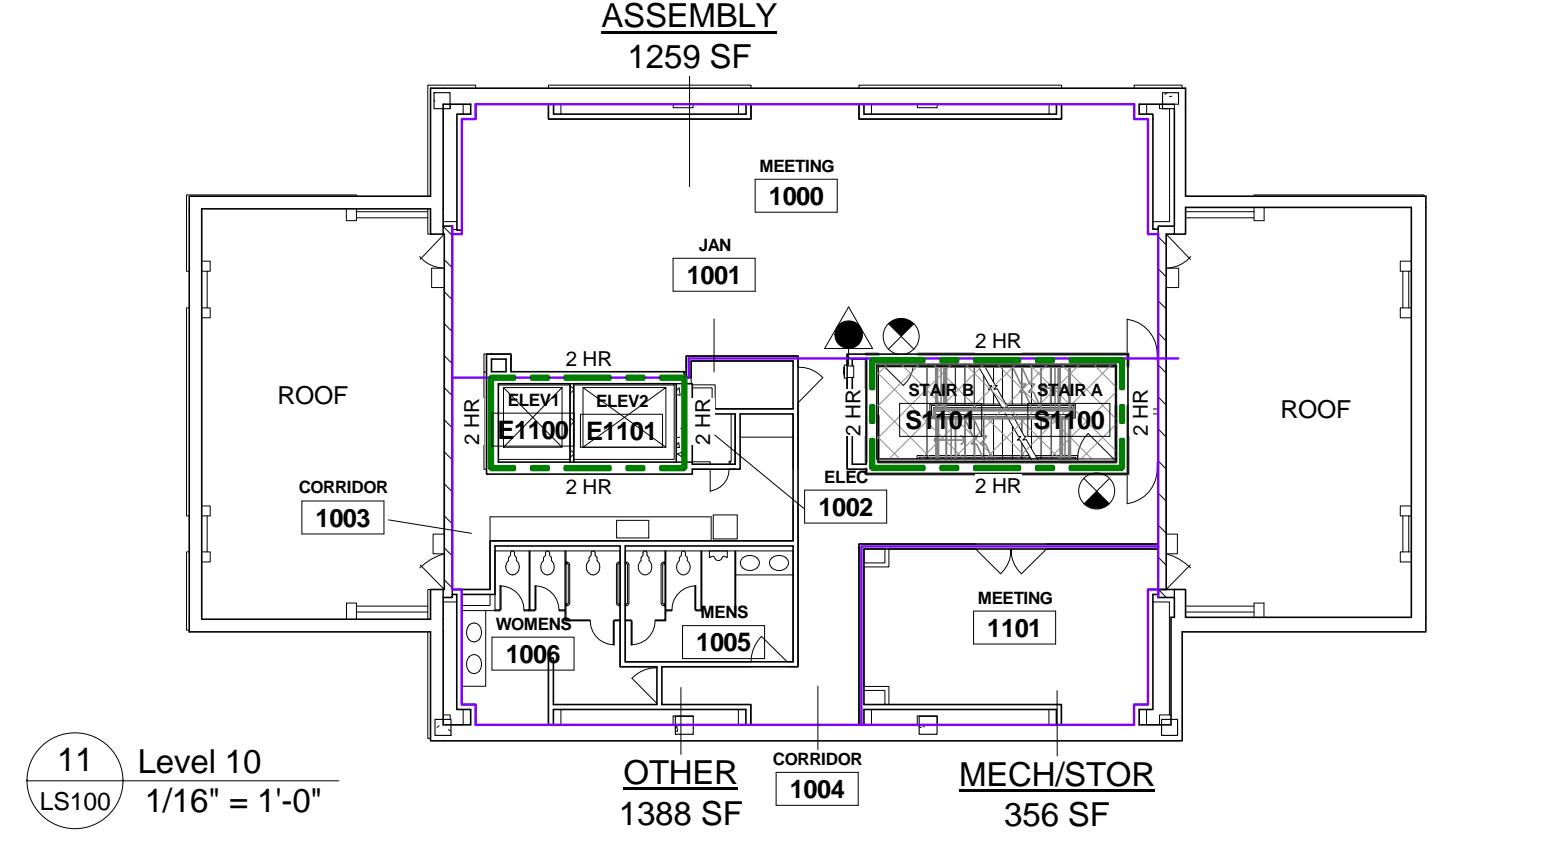 ASSEMBLY
1259 SF
MEETING
1000
JAN
1001
2 HR
2 HR
ROOF
ELEV1
E1100
ELEV2
E1101
2 HR
2 HR
2 HR
STAIR B
S1101
STAIR A
S1100
2 HR
ROOF
2 HR
2 HR
CORRIDOR
1003
ELEC
1002
WOMENS
1006
MENS
1005
MEETING
1101
11
LS100
Level 10
1/16" = 1'-0"
OTHER
1388 SF
CORRIDOR
1004
MECH/STOR
356 SF